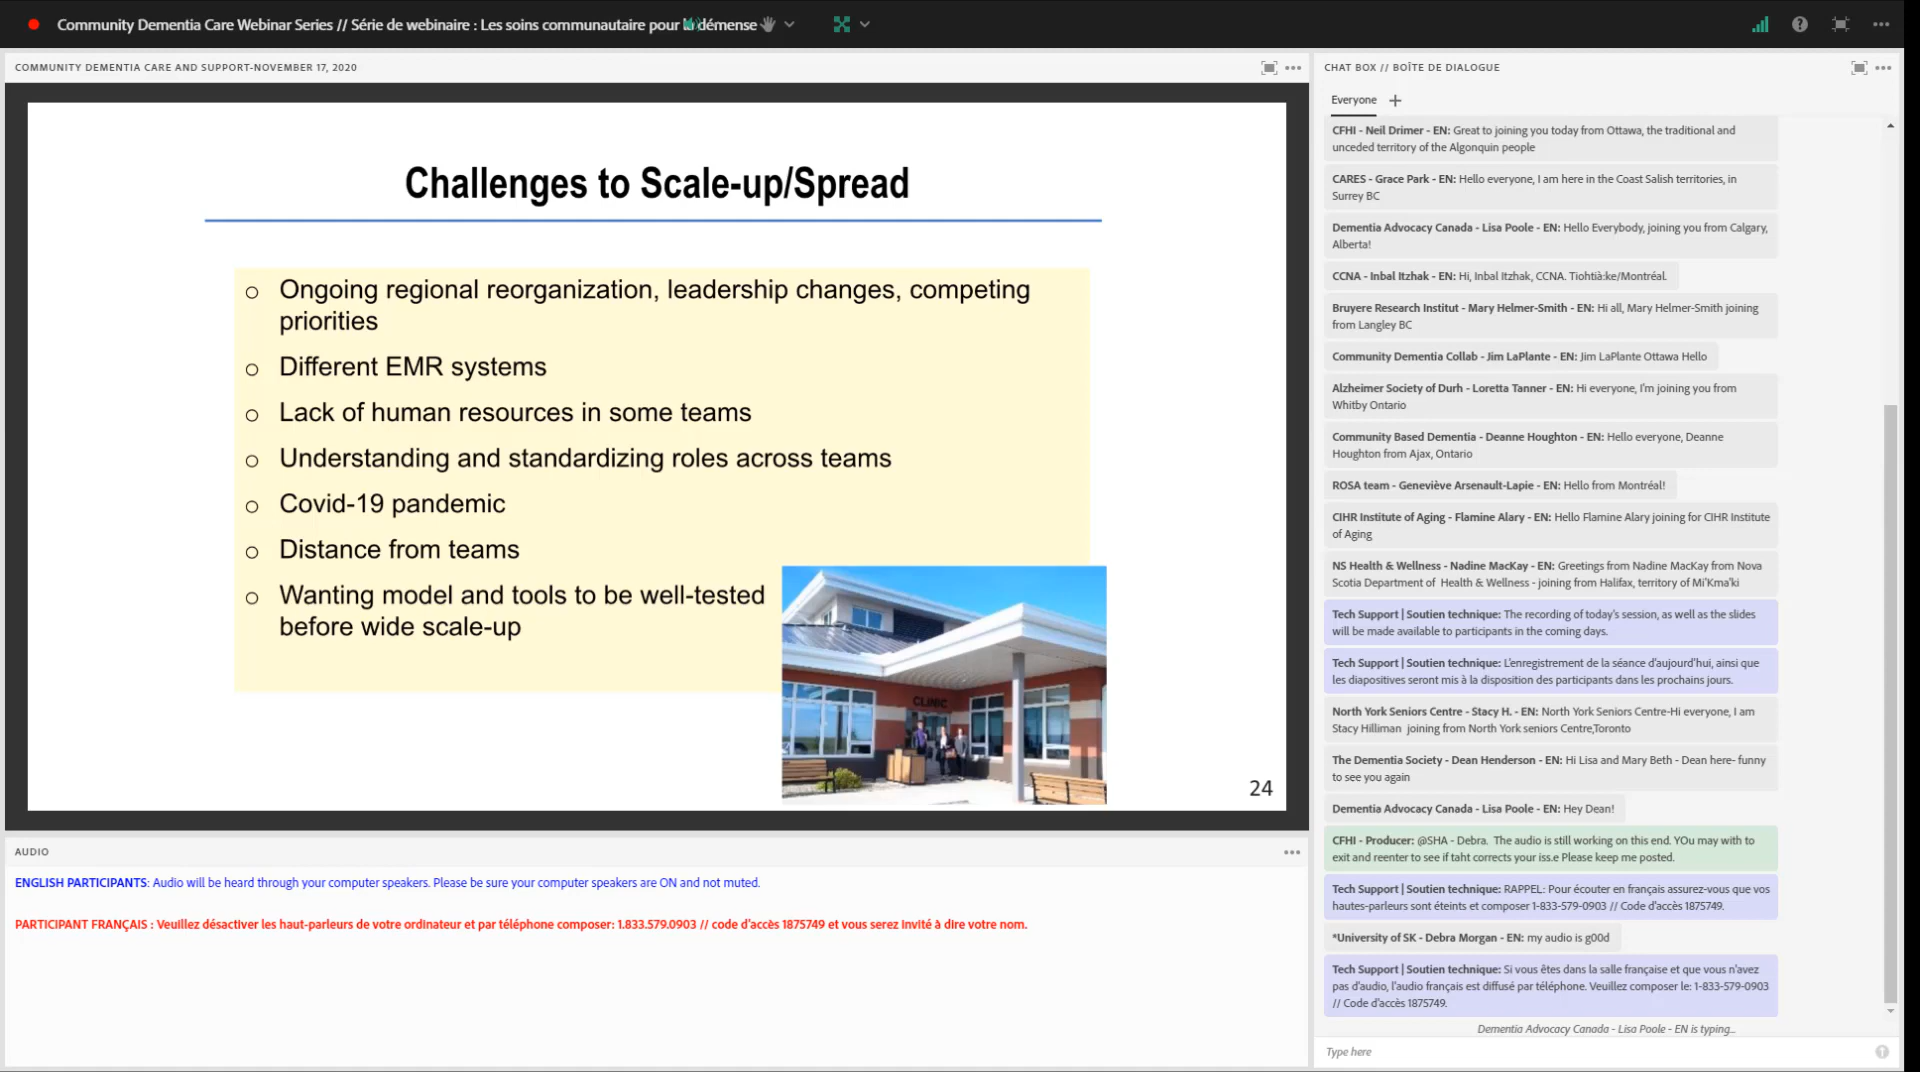 Community Dementia Care Webinar Series // Série de webinaire : Les soins communautaire pour la démense
COMMUNITY DEMENTIA CARE AND SUPPORT-NOVEMBER 17, 2020
Challenges to Scale-up/Spread
Ongoing regional reorganization, leadership changes, competing
priorities
Different EMR systems
Lack of human resources in some teams
Understanding and standardizing roles across teams
Covid-19 pandemic
Distance from teams
Wanting model and tools to be well-tested
before wide scale-up
CLINIC
24
AUDIO
ENGLISH PARTICIPANTS: Audio will be heard through your computer speakers. Please be sure your computer speakers are ON and not muted.
PARTICIPANT FRANÇAIS : Veuillez désactiver les haut-parleurs de votre ordinateur et par téléphone composer: 1.833.579.0903 // code d'accès 1875749 et vous serez invité à dire votre nom.
CHAT BOX // BOÎTE DE DIALOGUE
Everyone
CFHI - Neil Drimer - EN: Great to joining you today from Ottawa, the traditional and
unceded territory of the Algonquin people
CARES - Grace Park - EN: Hello everyone, I am here in the Coast Salish territories, in
Surrey BC
Dementia Advocacy Canada - Lisa Poole - EN: Hello Everybody, joining you from Calgary,
Alberta!
CCNA - Inbal Itzhak - EN: Hi, Inbal Itzhak, CCNA. Tiohtià:ke/Montréal.
Bruyere Research Institut - Mary Helmer-Smith - EN: Hi all, Mary Helmer-Smith joining
from Langley BC
Community Dementia Collab - Jim LaPlante - EN: Jim LaPlante Ottawa Hello
Alzheimer Society of Durh - Loretta Tanner - EN: Hi everyone, I'm joining you from
Whitby Ontario
Community Based Dementia - Deanne Houghton - EN: Hello everyone, Deanne
Houghton from Ajax, Ontario
ROSA team - Geneviève Arsenault-Lapie - EN: Hello from Montréal!
CIHR Institute of Aging - Flamine Alary - EN: Hello Flamine Alary joining for CIHR Institute
of Aging
NS Health & Wellness - Nadine MacKay - EN: Greetings from Nadine MacKay from Nova
Scotia Department of Health & Wellness - joining from Halifax, territory of Mi'Kma'ki
Tech Support | Soutien technique: The recording of today's session, as well as the slides
will be made available to participants in the coming days.
Tech Support | Soutien technique: L'enregistrement de la séance d'aujourd'hui, ainsi que
les diapositives seront mis à la disposition des participants dans les prochains jours.
North York Seniors Centre - Stacy H. - EN: North York Seniors Centre-Hi everyone, I am
Stacy Hilliman joining from North York seniors Centre,Toronto
The Dementia Society - Dean Henderson - EN: Hi Lisa and Mary Beth - Dean here- funny
to see you again
Dementia Advocacy Canada - Lisa Poole - EN: Hey Dean!
CFHI - Producer: @SHA - Debra. The audio is still working on this end. YOu may with to
exit and reenter to see if taht corrects your iss.e Please keep me posted.
Tech Support | Soutien technique: RAPPEL: Pour écouter en français assurez-vous que vos
hautes-parleurs sont éteints et composer 1-833-579-0903 // Code d'accès 1875749.
*University of SK - Debra Morgan - EN: my audio is g00d
Tech Support | Soutien technique: Si vous êtes dans la salle française et que vous n'avez
pas d'audio, l'audio français est diffusé par téléphone. Veuillez composer le: 1-833-579-0903
// Code d'accès 1875749.
Dementia Advocacy Canada - Lisa Poole - EN is typing...
Type here